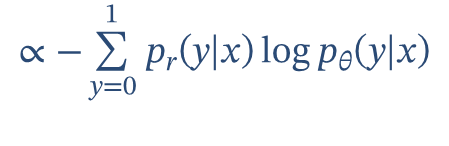 ∝ − ∑_{y=0}^{1} p_r(y|x) log p_θ(y|x)